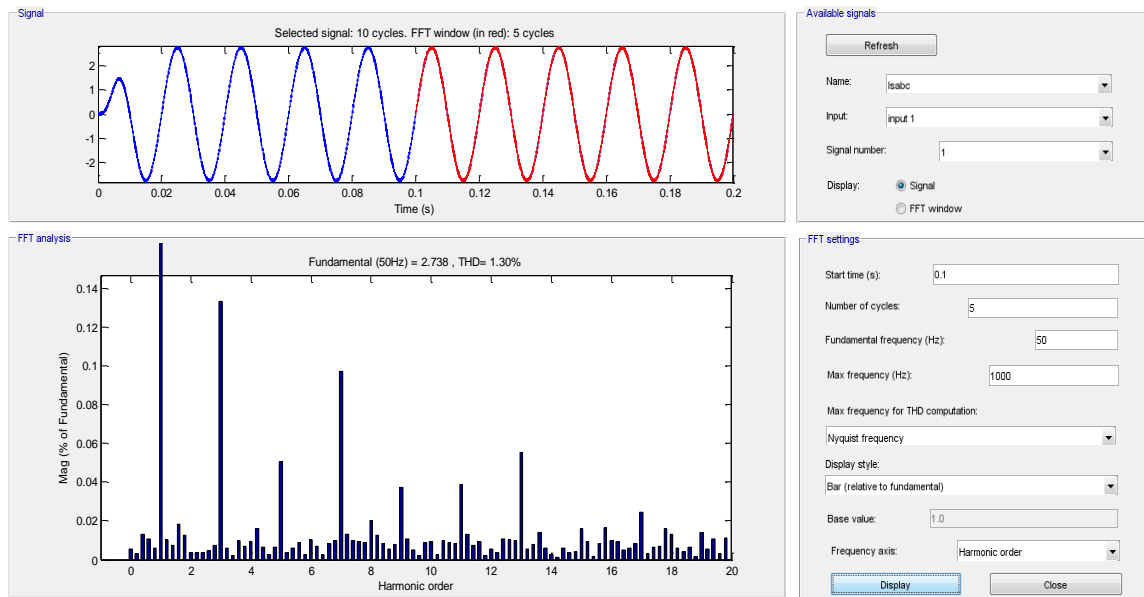 Signal
Selected signal: 10 cycles. FFT window (in red): 5 cycles
2
1
0
-1
-2
0
0.02
0.04
0.06
0.08
0.1
0.12
0.14
0.16
0.18
0.2
Time (s)
Available signals
Refresh
Name:
Isabc
Input:
input 1
Signal number:
1
Display:
Signal
FFT window
FFT analysis
Fundamental (50Hz) = 2.738 , THD= 1.30%
0.14
0.12
0.1
0.08
0.06
0.04
0.02
0
Mag (% of Fundamental)
0
2
4
6
8
10
12
14
16
18
20
Harmonic order
FFT settings
Start time (s):
0.1
Number of cycles:
5
Fundamental frequency (Hz):
50
Max frequency (Hz):
1000
Max frequency for THD computation:
Nyquist frequency
Display style:
Bar (relative to fundamental)
Base value:
1.0
Frequency axis:
Harmonic order
Display
Close